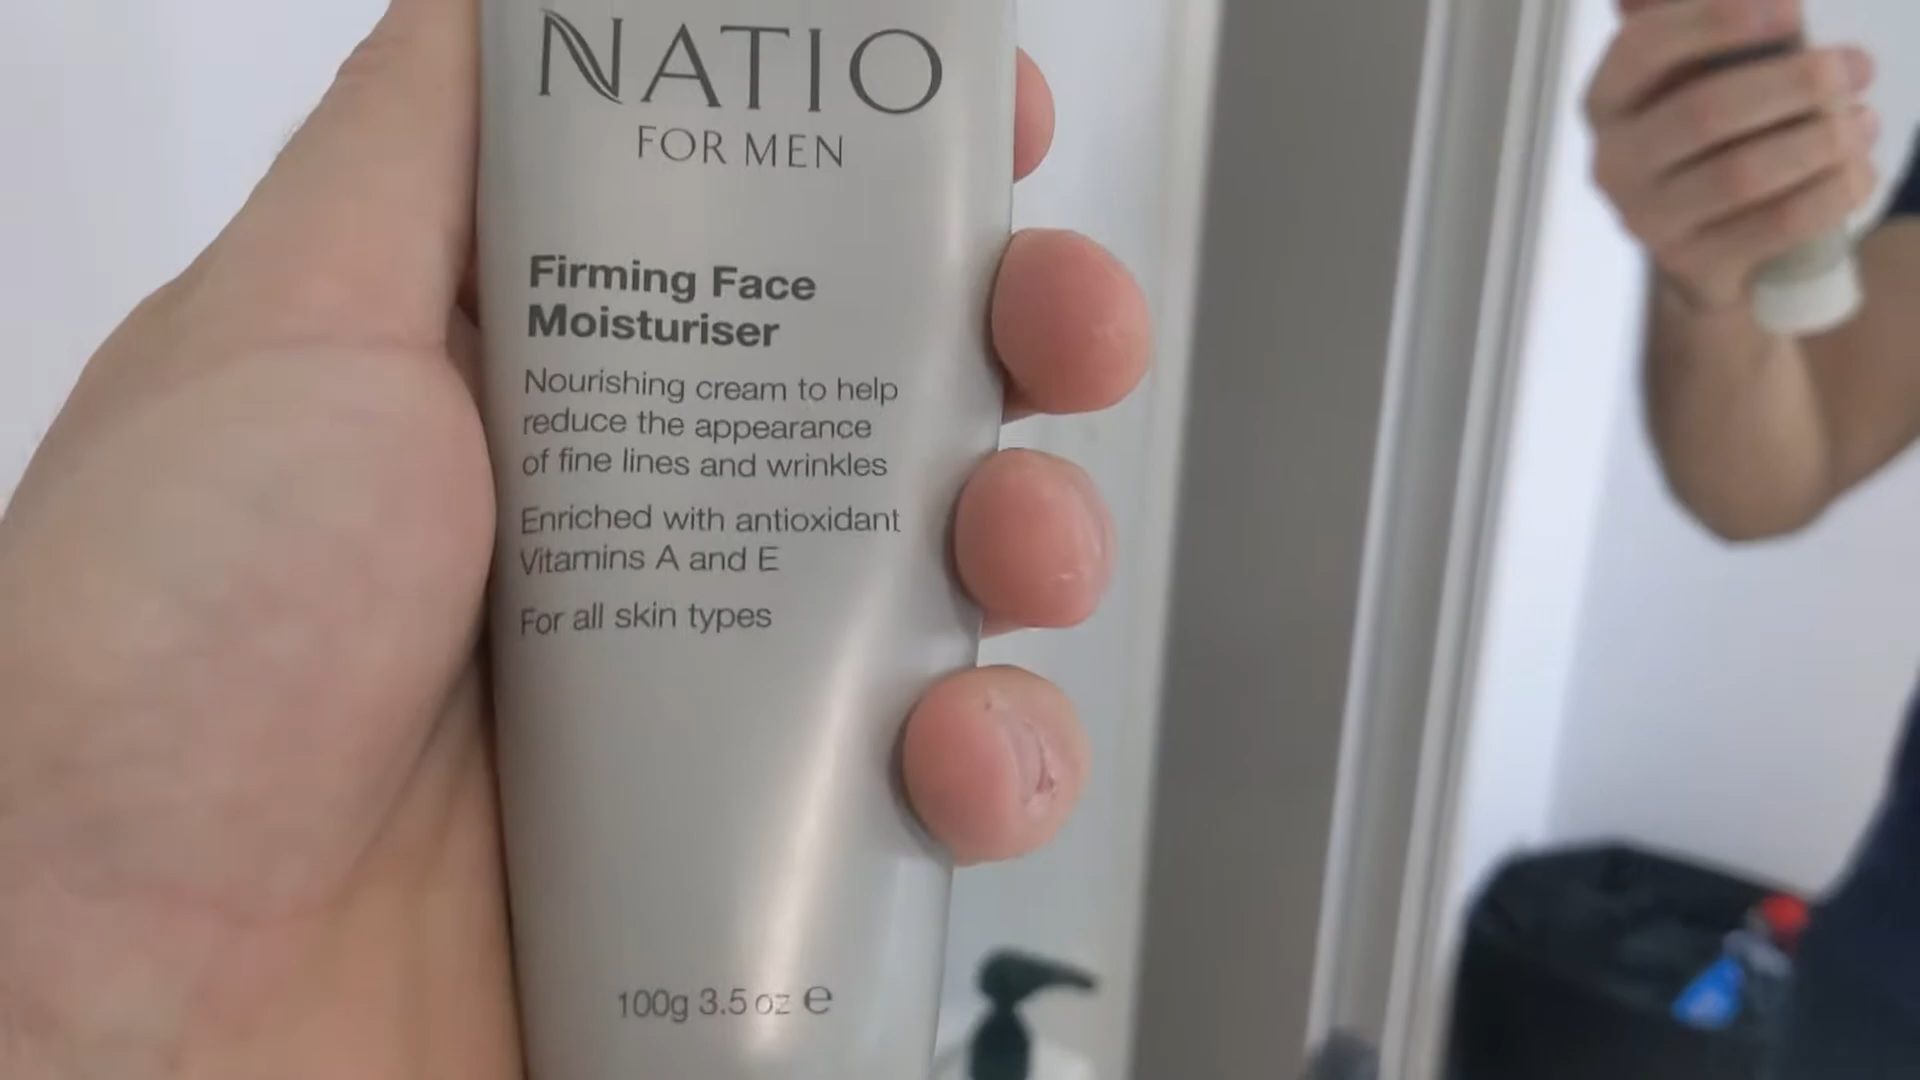 NATIO
FOR MEN
Firming Face
Moisturiser
Nourishing cream to help
reduce the appearance
of fine lines and wrinkles
Enriched with antioxidant
Vitamins A and E
For all skin types
100g 3.5 oz ℮